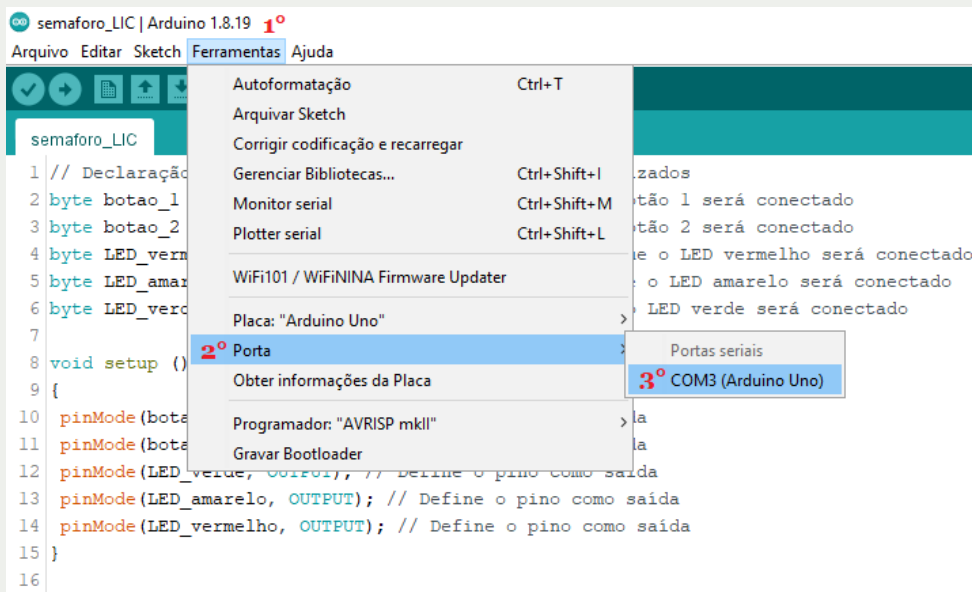 semaforo_LIC | Arduino 1.8.19 1º
Arquivo Editar Sketch Ferramentas Ajuda
semaforo_LIC
Autoformatação Ctrl+T
Arquivar Sketch
Corrigir codificação e recarregar
Gerenciar Bibliotecas... Ctrl+Shift+I
Monitor serial Ctrl+Shift+M
Plotter serial Ctrl+Shift+L
WiFi101 / WiFiNINA Firmware Updater
Placa: "Arduino Uno"
2º Porta
Obter informações da Placa
Programador: "AVRISP mkII"
Gravar Bootloader
Portas seriais
3º COM3 (Arduino Uno)
1 // Declaração zados
2 byte botao_1 tão 1 será conectado
3 byte botao_2 tão 2 será conectado
4 byte LED_verm e o LED vermelho será conectado
5 byte LED_amar o LED amarelo será conectado
6 byte LED_verd LED verde será conectado
7
8 void setup ()
9 {
10 pinMode(bota da
11 pinMode(bota da
12 pinMode(LED_verde, OUTPUT); // Define o pino como saída
13 pinMode(LED_amarelo, OUTPUT); // Define o pino como saída
14 pinMode(LED_vermelho, OUTPUT); // Define o pino como saída
15 }
16